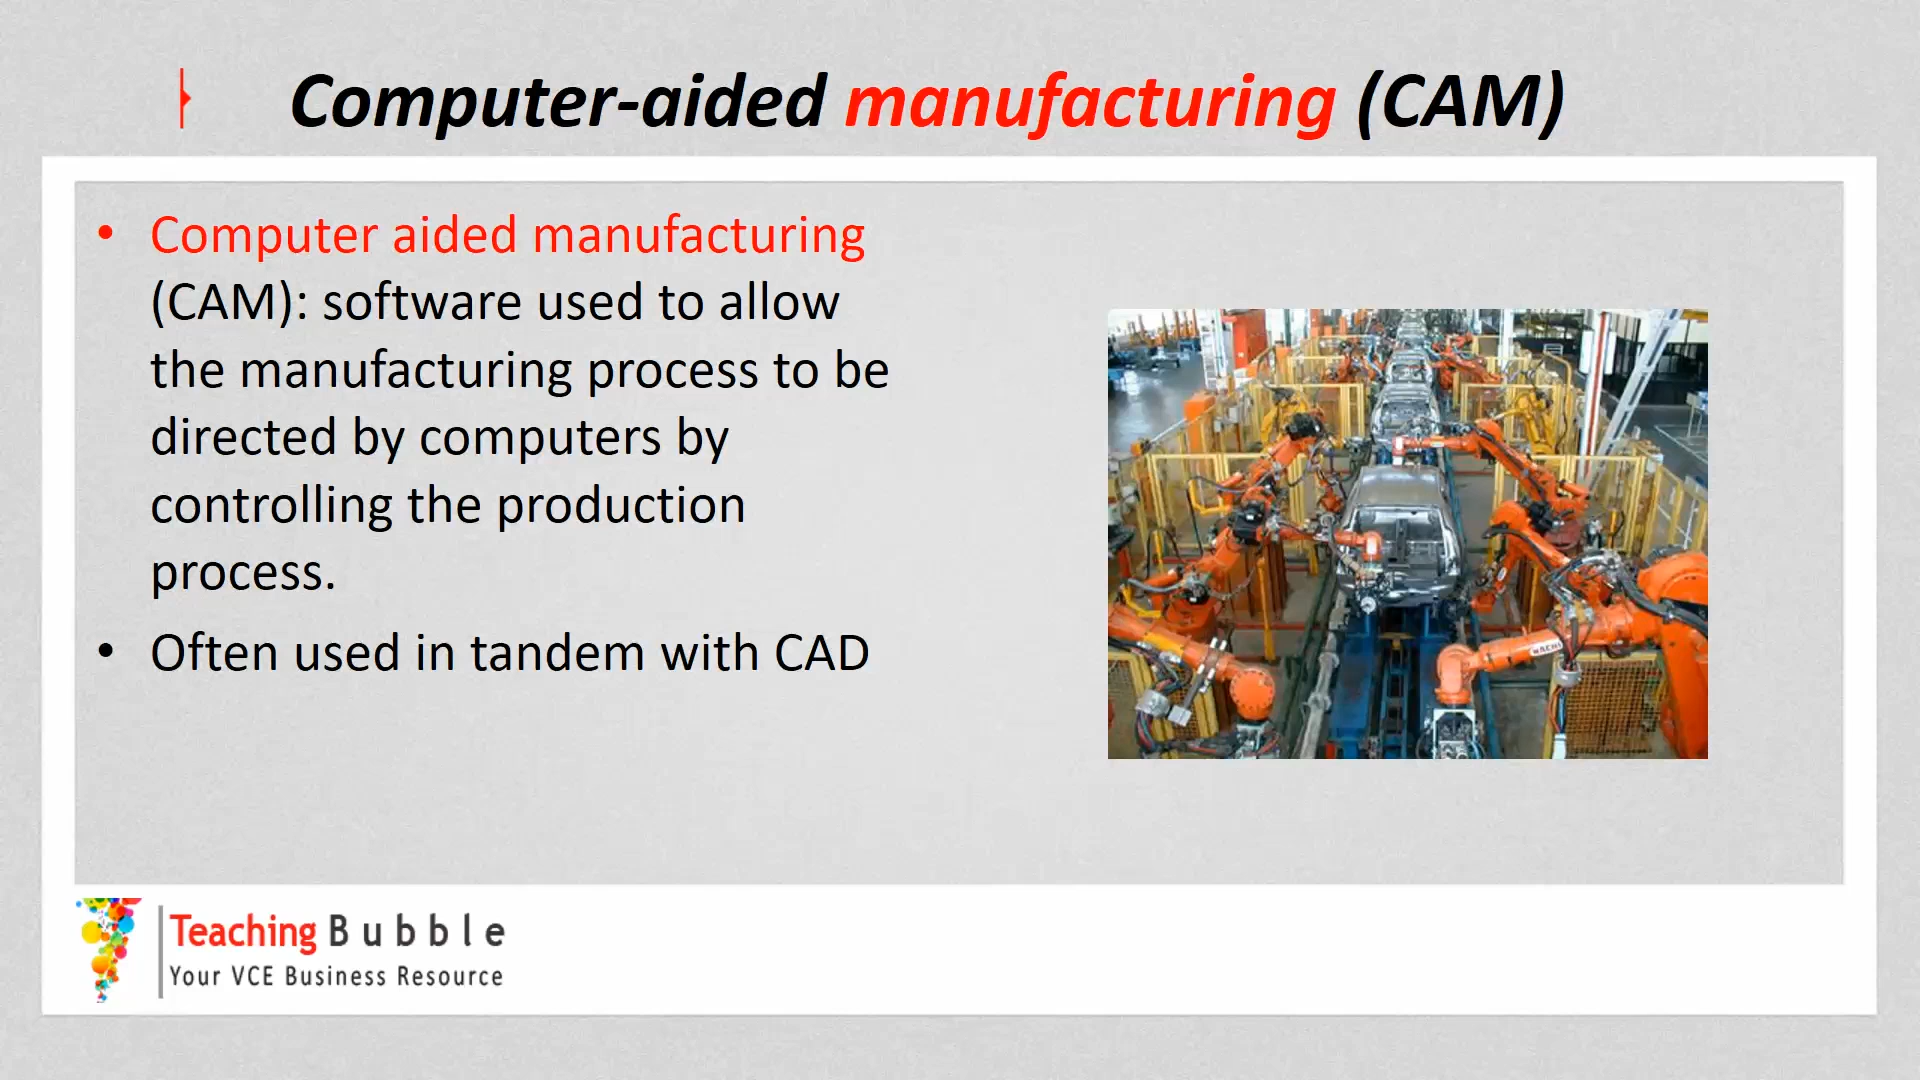 Computer-aided manufacturing (CAM)
• Computer aided manufacturing
(CAM): software used to allow
the manufacturing process to be
directed by computers by
controlling the production
process.
• Often used in tandem with CAD
NACHI
Teaching Bubble
Your VCE Business Resource